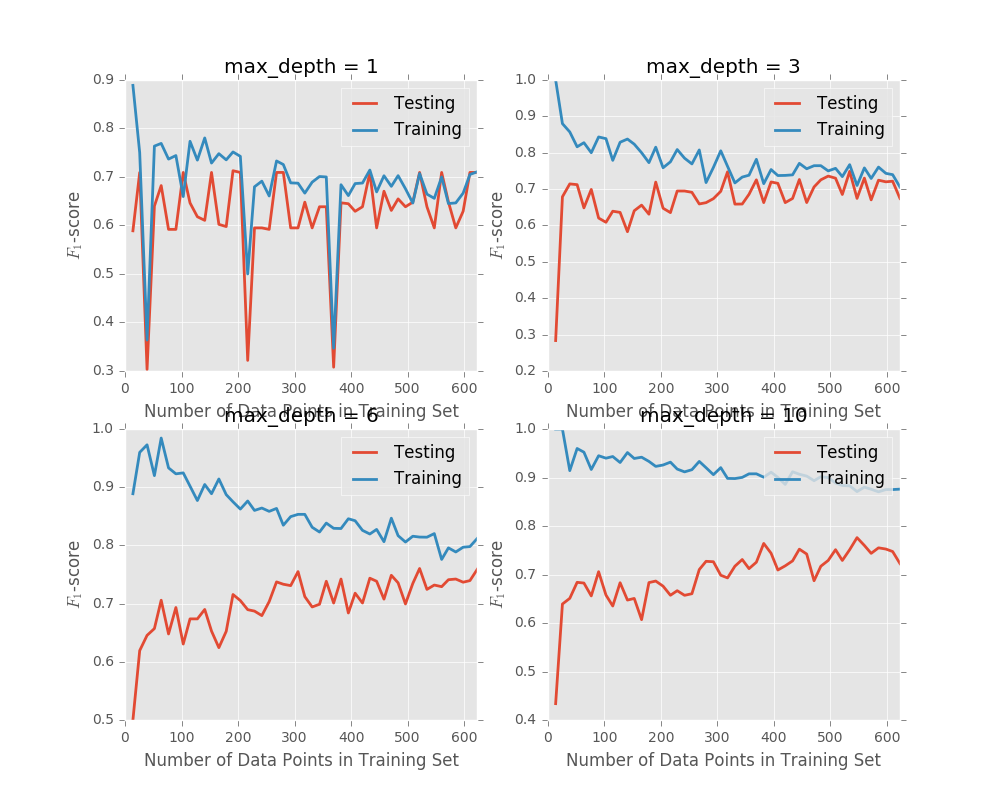 max_depth = 1
0.9
0.8
0.7
0.6
0.5
0.4
0.3
F1-score
Testing
Training
0 100 200 300 400 500 600
Number of Data Points in Training Set
max_depth = 3
1.0
0.9
0.8
0.7
0.6
0.5
0.4
0.3
0.2
F1-score
Testing
Training
0 100 200 300 400 500 600
Number of Data Points in Training Set
max_depth = 6
1.0
0.9
0.8
0.7
0.6
0.5
F1-score
Testing
Training
0 100 200 300 400 500 600
Number of Data Points in Training Set
max_depth = 10
1.0
0.9
0.8
0.7
0.6
0.5
0.4
F1-score
Testing
Training
0 100 200 300 400 500 600
Number of Data Points in Training Set